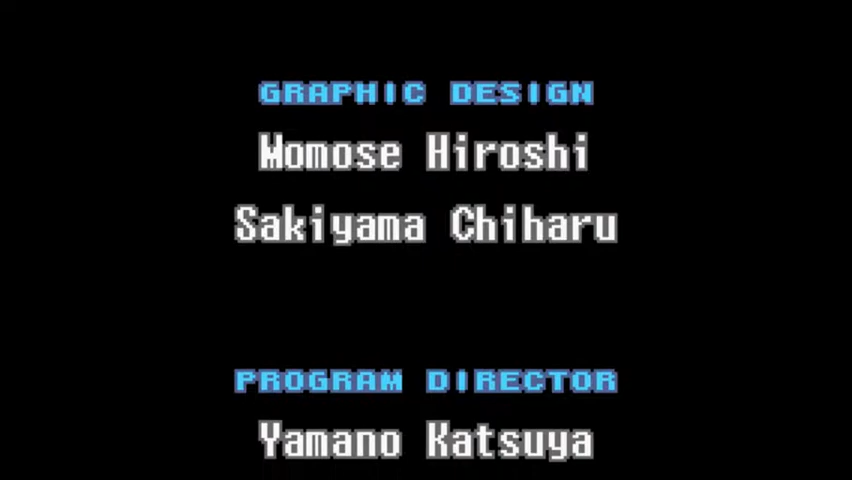 GRAPHIC DESIGN
Momose Hiroshi
Sakiyama Chiharu
PROGRAM DIRECTOR
Yamano Katsuya